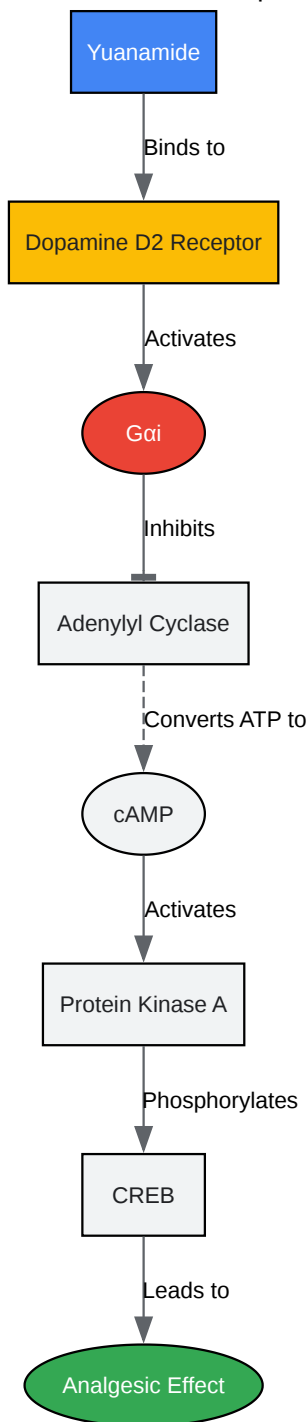 Yuanamide
Binds to
Dopamine D2 Receptor
Activates
Gαi
Inhibits
Adenylyl Cyclase
Converts ATP to
cAMP
Activates
Protein Kinase A
Phosphorylates
CREB
Leads to
Analgesic Effect